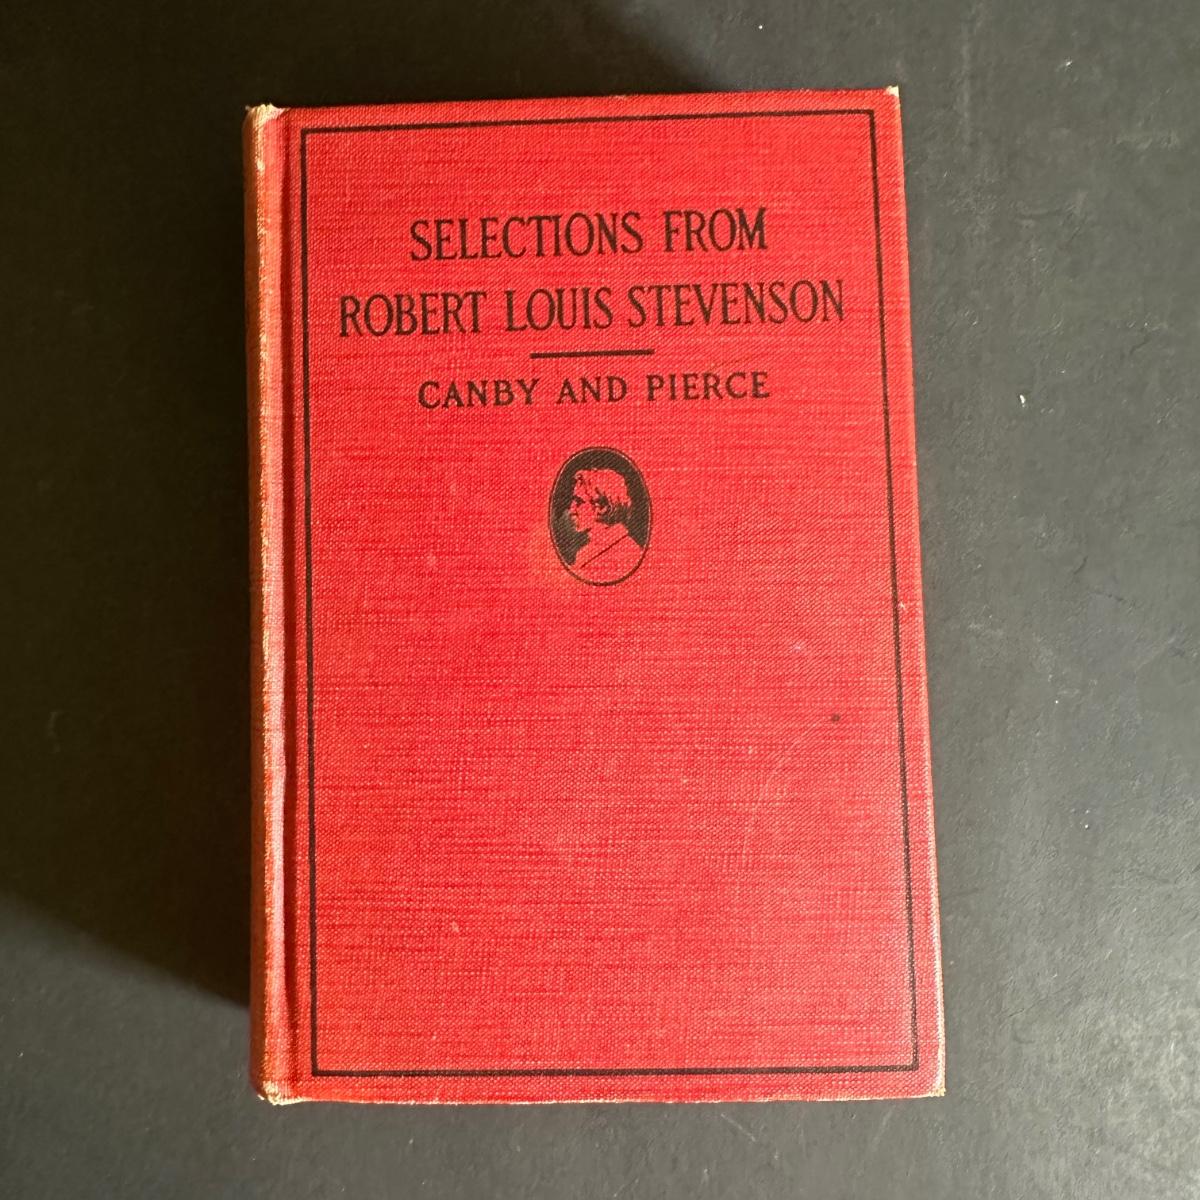 SELECTIONS FROM
ROBERT LOUIS STEVENSON
CANBY AND PIERCE